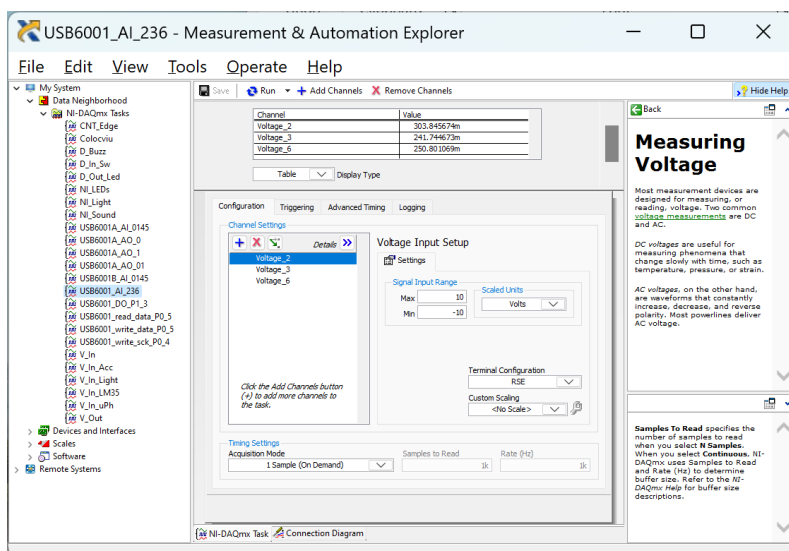 USB6001_AI_236 - Measurement & Automation Explorer
File Edit View Tools Operate Help
My System
Data Neighborhood
NI-DAQmx Tasks
CNT_Edge
Colocviu
D_Buzz
D_In_Sw
D_Out_Led
NI_LEDs
NI_Light
NI_Sound
USB6001A_AI_0145
USB6001A_AO_0
USB6001A_AO_1
USB6001A_AO_01
USB6001B_AI_0145
USB6001_AI_236
USB6001_DO_P1_3
USB6001_read_data_P0_5
USB6001_write_data_P0_5
USB6001_write_sck_P0_4
V_In
V_In_Acc
V_In_Light
V_In_LM35
V_In_uPh
V_Out
Devices and Interfaces
Scales
Software
Remote Systems
Save Run Add Channels Remove Channels Hide Help
Channel Value
Voltage_2 303.845674m
Voltage_3 241.744673m
Voltage_6 250.801069m
Table Display Type
Configuration Triggering Advanced Timing Logging
Channel Settings
Details
Voltage_2
Voltage_3
Voltage_6
Click the Add Channels button
(+) to add more channels to
the task.
Voltage Input Setup
Settings
Signal Input Range
Max 10
Min -10
Scaled Units
Volts
Terminal Configuration
RSE
Custom Scaling
<No Scale>
Timing Settings
Acquisition Mode Samples to Read Rate (Hz)
1 Sample (On Demand) 1k 1k
NI-DAQmx Task Connection Diagram
Back
Measuring
Voltage
Most measurement devices are
designed for measuring, or
reading, voltage. Two common
voltage measurements are DC
and AC.
DC voltages are useful for
measuring phenomena that
change slowly with time, such as
temperature, pressure, or strain.
AC voltages, on the other hand,
are waveforms that constantly
increase, decrease, and reverse
polarity. Most powerlines deliver
AC voltage.
Samples To Read specifies the
number of samples to read
when you select N Samples.
When you select Continuous, NI-
DAQmx uses Samples to Read
and Rate (Hz) to determine
buffer size. Refer to the NI-
DAQmx Help for buffer size
descriptions.